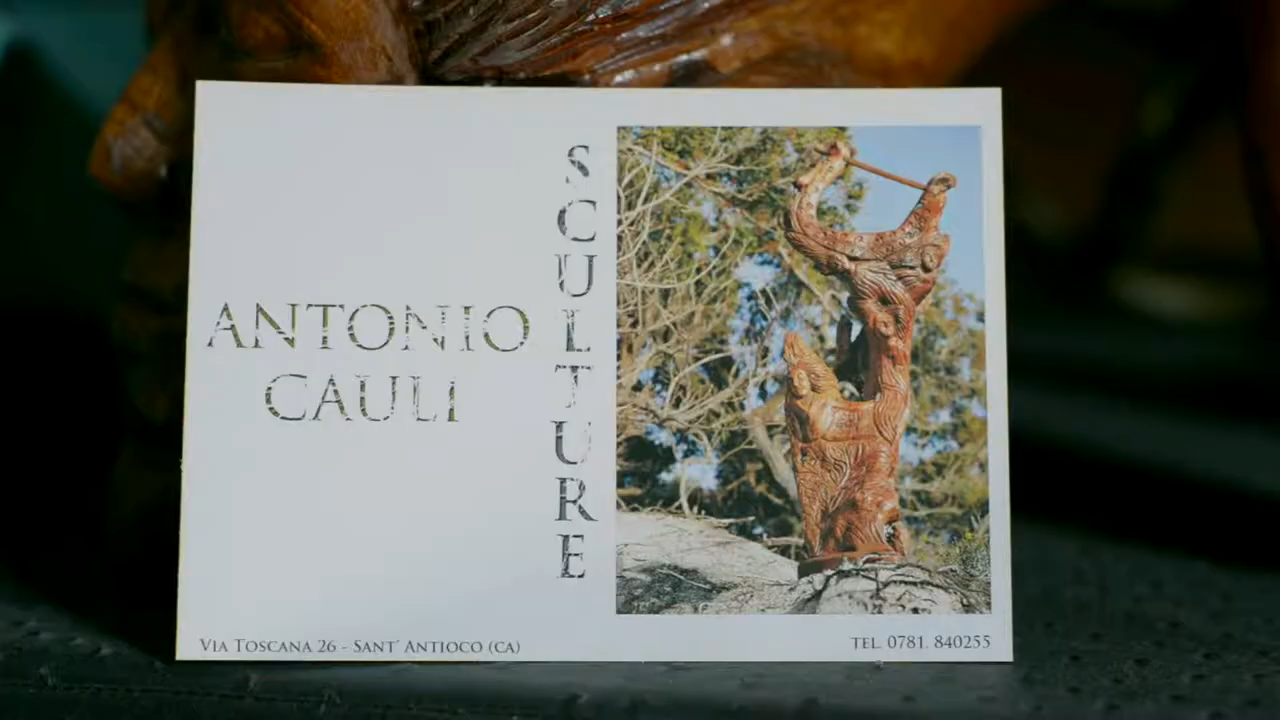 ANTONIO
CAULI
SCULTURE
VIA TOSCANA 26 - SANT' ANTIOCO (CA)
TEL. 0781. 840255